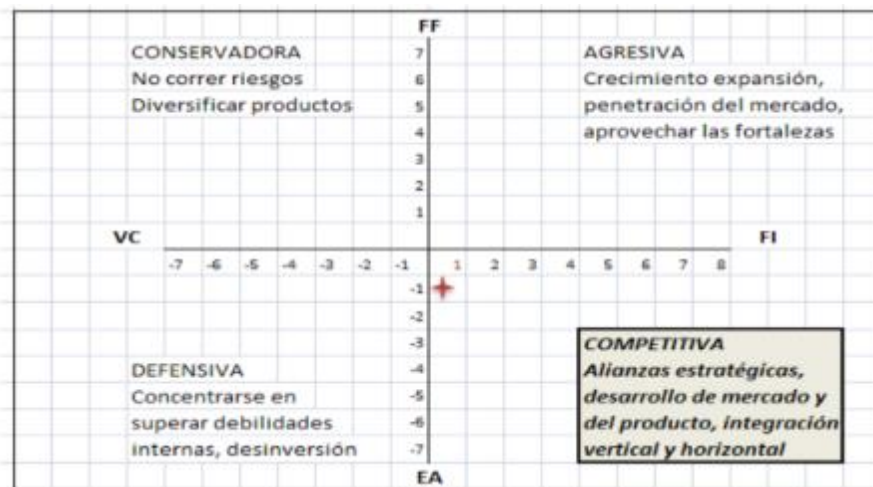 FF
CONSERVADORA
No correr riesgos
Diversificar productos
AGRESIVA
Crecimiento expansión,
penetración del mercado,
aprovechar las fortalezas
7
6
5
4
3
2
1
VC
FI
-7 -6 -5 -4 -3 -2 -1 1 2 3 4 5 6 7 8
-1
-2
-3
-4
-5
-6
-7
DEFENSIVA
Concentrarse en
superar debilidades
internas, desinversión
COMPETITIVA
Alianzas estratégicas,
desarrollo de mercado y
del producto, integración
vertical y horizontal
EA